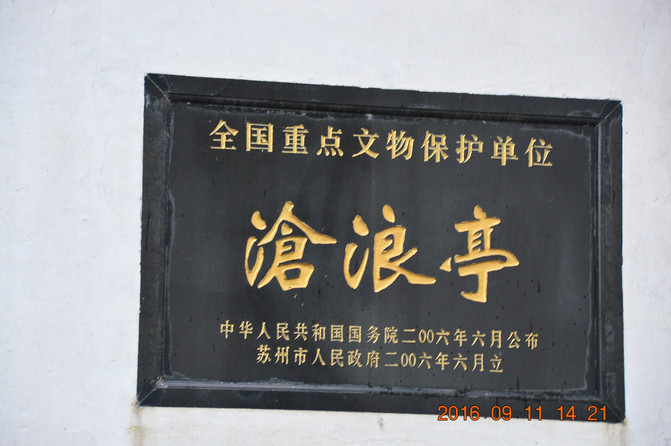 全国重点文物保护单位
滄浪亭
中华人民共和国国务院二00六年六月公布
苏州市人民政府二00六年六月立
2016 09 11 14 21